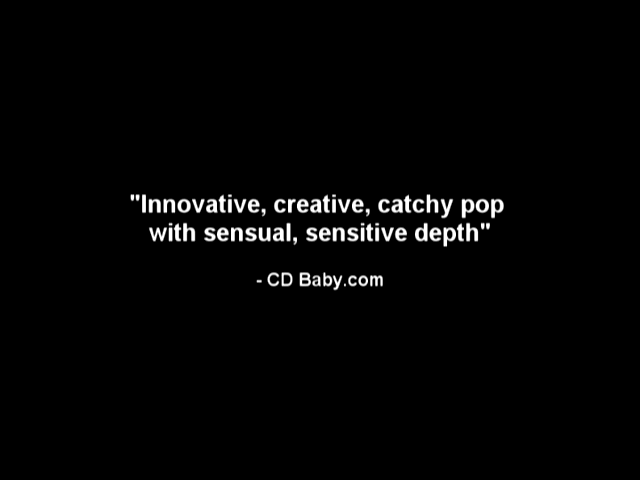 "Innovative, creative, catchy pop
with sensual, sensitive depth"
- CD Baby.com